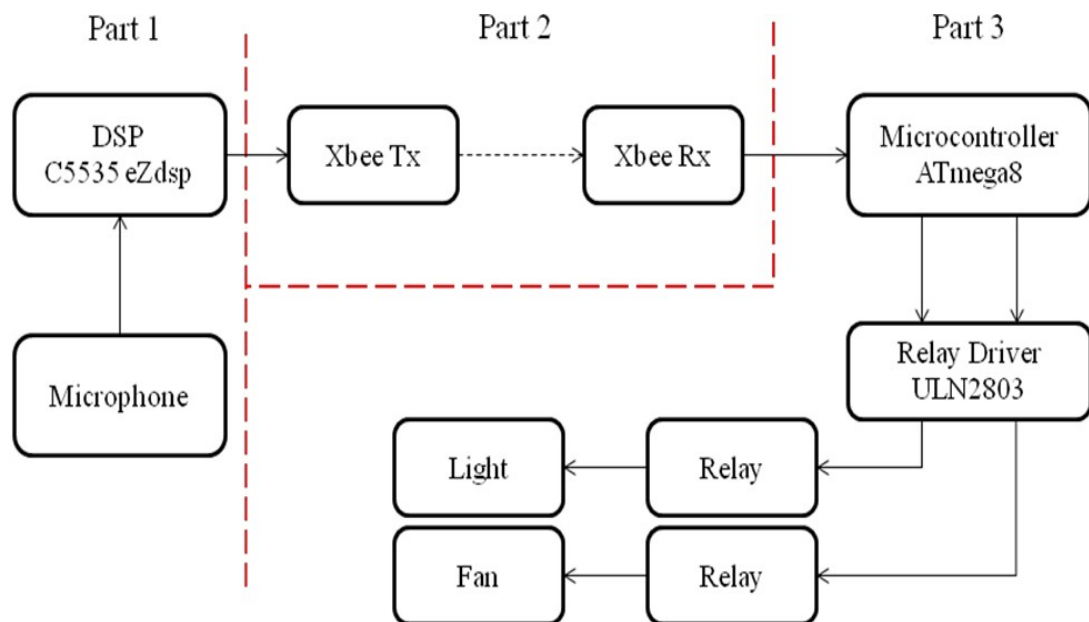 Part 1
Part 2
Part 3
DSP
C5535 eZdsp
Xbee Tx
Xbee Rx
Microcontroller
ATmega8
Microphone
Relay Driver
ULN2803
Light
Relay
Fan
Relay